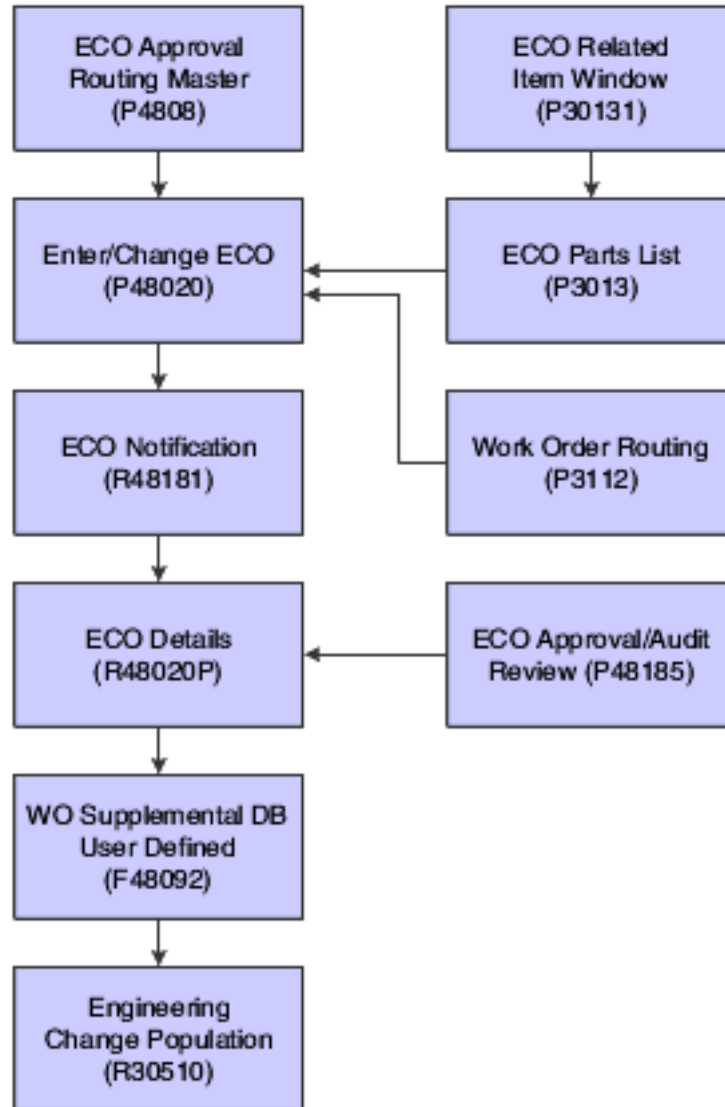 ECO Approval
Routing Master
(P4808)
ECO Related
Item Window
(P30131)
Enter/Change ECO
(P48020)
ECO Parts List
(P3013)
ECO Notification
(R48181)
Work Order Routing
(P3112)
ECO Details
(R48020P)
ECO Approval/Audit
Review (P48185)
WO Supplemental DB
User Defined
(F48092)
Engineering
Change Population
(R30510)